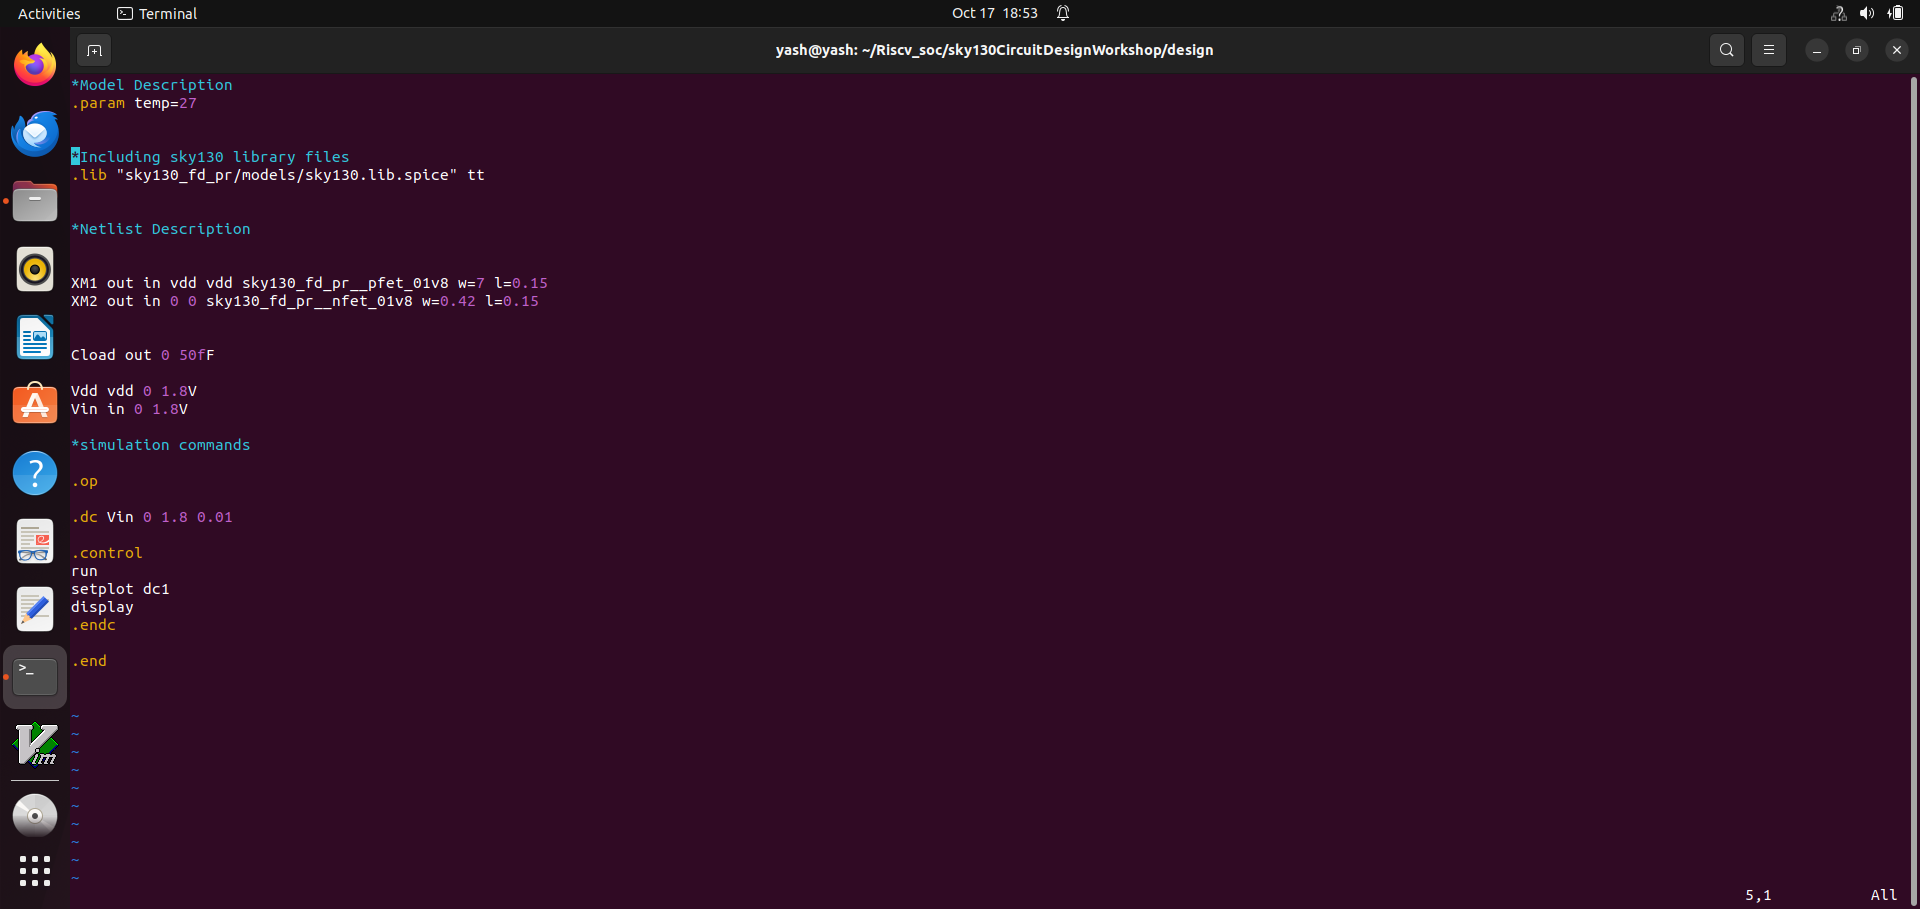 Activities
Terminal
Oct 17 18:53
yash@yash: ~/Riscv_soc/sky130CircuitDesignWorkshop/design
*Model Description
.param temp=27
*Including sky130 library files
.lib "sky130_fd_pr/models/sky130.lib.spice" tt
*Netlist Description
XM1 out in vdd vdd sky130_fd_pr__pfet_01v8 w=7 l=0.15
XM2 out in 0 0 sky130_fd_pr__nfet_01v8 w=0.42 l=0.15
Cload out 0 50fF
Vdd vdd 0 1.8V
Vin in 0 1.8V
*simulation commands
.op
.dc Vin 0 1.8 0.01
.control
run
setplot dc1
display
.endc
.end
~
~
~
~
~
~
~
~
~
~
5,1
All